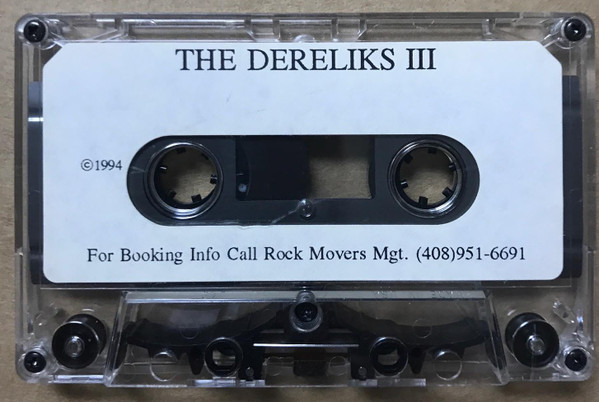 THE DERELIKS III
©1994
For Booking Info Call Rock Movers Mgt. (408)951-6691